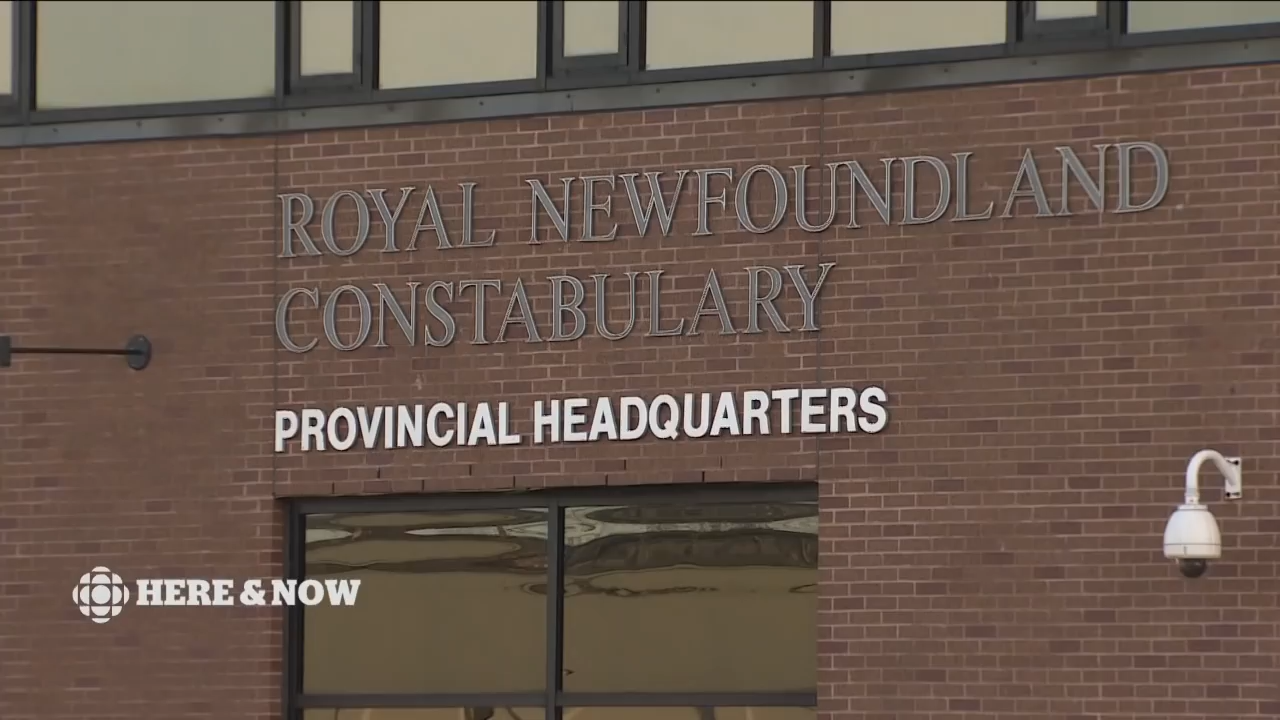 ROYAL NEWFOUNDLAND
CONSTABULARY
PROVINCIAL HEADQUARTERS
HERE & NOW